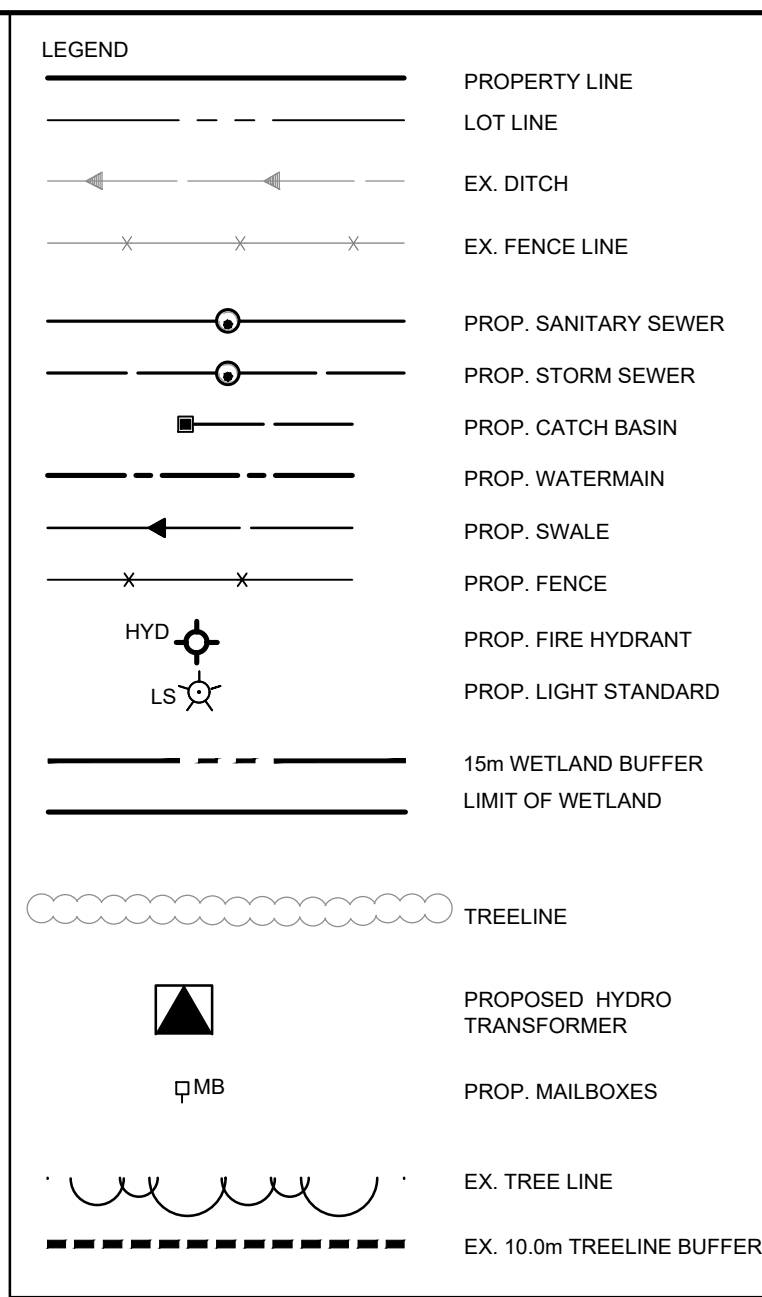 LEGEND
PROPERTY LINE
LOT LINE
EX. DITCH
EX. FENCE LINE
PROP. SANITARY SEWER
PROP. STORM SEWER
PROP. CATCH BASIN
PROP. WATERMAIN
PROP. SWALE
PROP. FENCE
HYD PROP. FIRE HYDRANT
LS PROP. LIGHT STANDARD
15m WETLAND BUFFER
LIMIT OF WETLAND
TREELINE
PROPOSED HYDRO
TRANSFORMER
MB PROP. MAILBOXES
EX. TREE LINE
EX. 10.0m TREELINE BUFFER